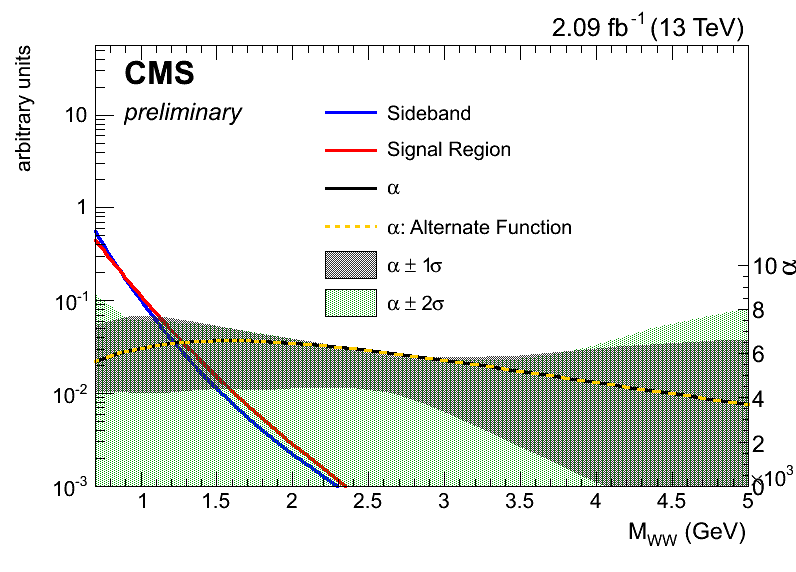 2.09 fb⁻¹ (13 TeV)
CMS
preliminary
arbitrary units
Sideband
Signal Region
α
α: Alternate Function
α ± 1σ
α ± 2σ
10
1
10⁻¹
10⁻²
10⁻³
10
8
6
4
2
0
α
×10³
1 1.5 2 2.5 3 3.5 4 4.5 5
M_WW (GeV)